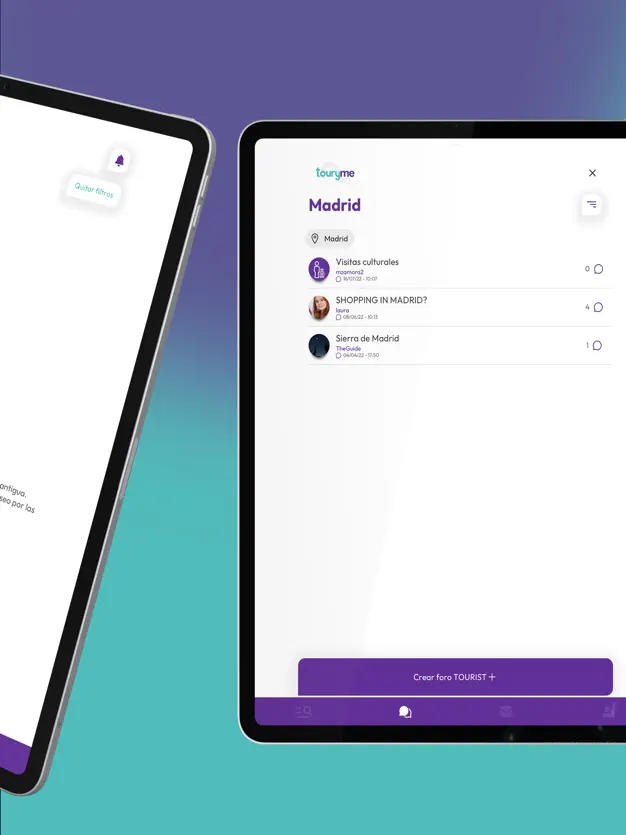 Quitar filtros
antigua.
seo por las
touryme
Madrid
Madrid
Visitas culturales
mzamora2
16/07/22 - 10:07
0
SHOPPING IN MADRID?
laura
08/06/22 - 10:13
4
Sierra de Madrid
TheGuide
04/04/22 - 17:50
1
Crear foro TOURIST +